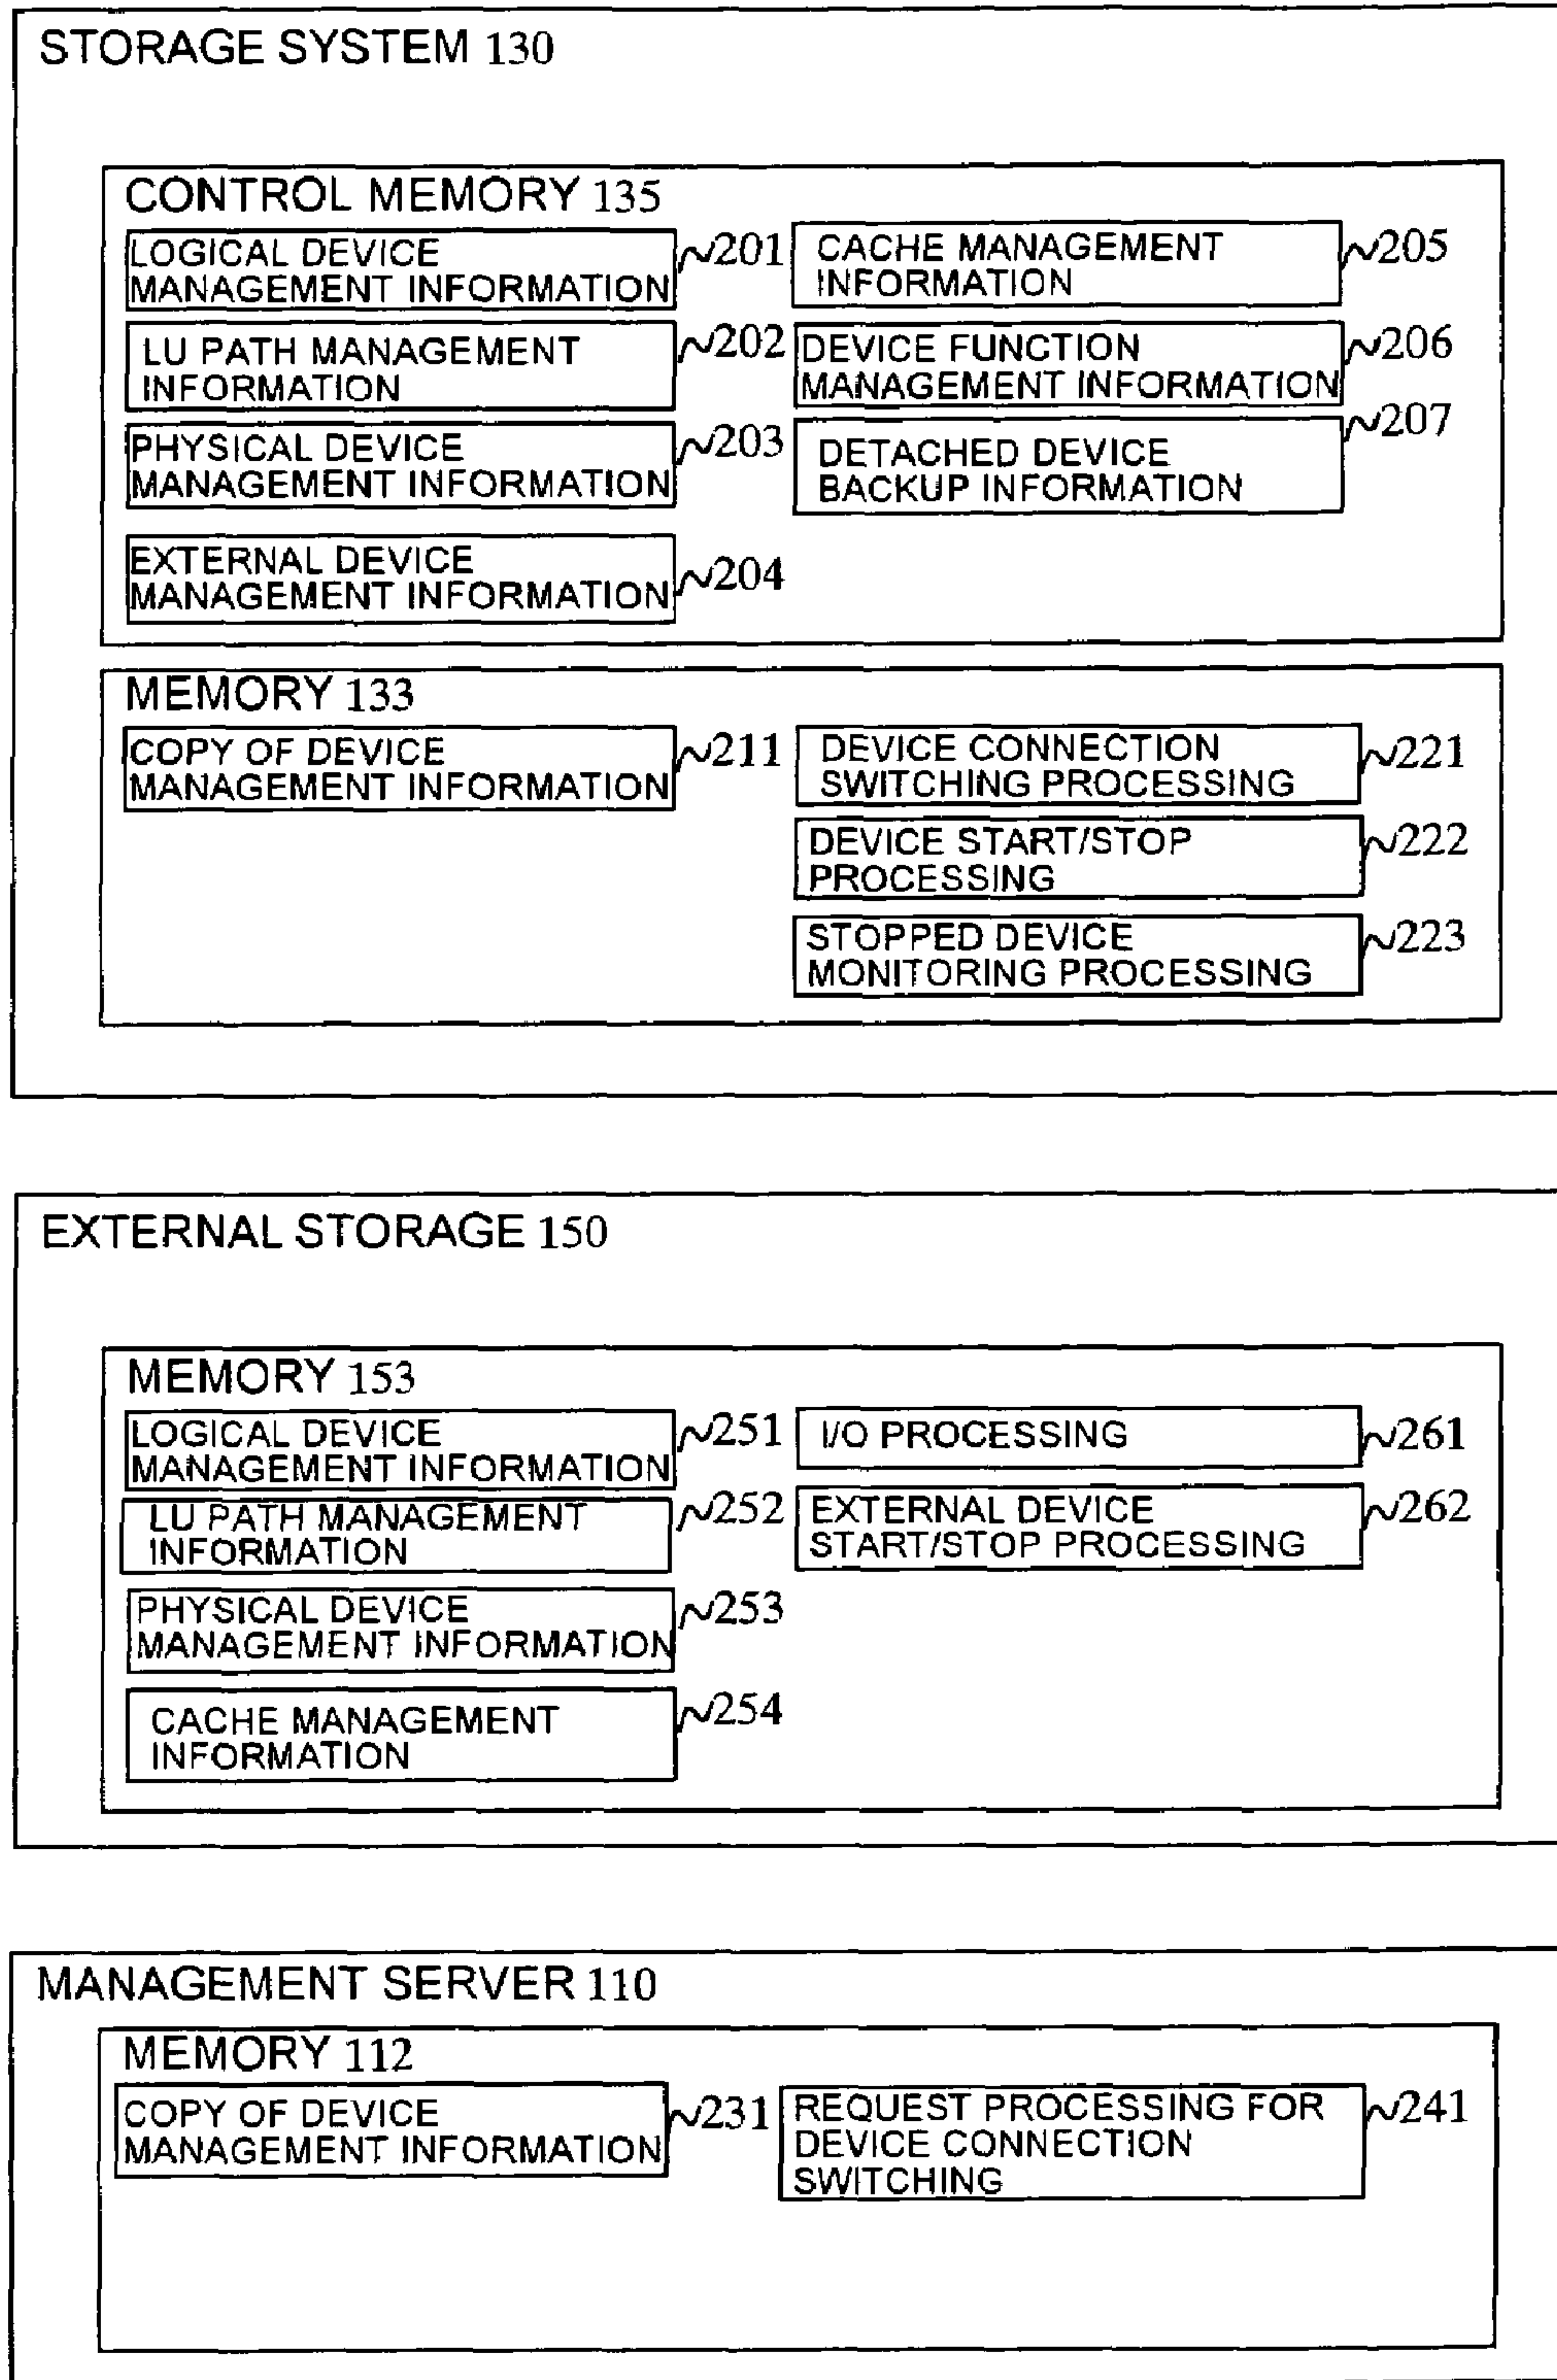 STORAGE SYSTEM 130
CONTROL MEMORY 135
LOGICAL DEVICE
MANAGEMENT INFORMATION
201
LU PATH MANAGEMENT
INFORMATION
202
PHYSICAL DEVICE
MANAGEMENT INFORMATION
203
EXTERNAL DEVICE
MANAGEMENT INFORMATION
204
CACHE MANAGEMENT
INFORMATION
205
DEVICE FUNCTION
MANAGEMENT INFORMATION
206
DETACHED DEVICE
BACKUP INFORMATION
207
MEMORY 133
COPY OF DEVICE
MANAGEMENT INFORMATION
211
DEVICE CONNECTION
SWITCHING PROCESSING
221
DEVICE START/STOP
PROCESSING
222
STOPPED DEVICE
MONITORING PROCESSING
223
EXTERNAL STORAGE 150
MEMORY 153
LOGICAL DEVICE
MANAGEMENT INFORMATION
251
LU PATH MANAGEMENT
INFORMATION
252
PHYSICAL DEVICE
MANAGEMENT INFORMATION
253
CACHE MANAGEMENT
INFORMATION
254
I/O PROCESSING
261
EXTERNAL DEVICE
START/STOP PROCESSING
262
MANAGEMENT SERVER 110
MEMORY 112
COPY OF DEVICE
MANAGEMENT INFORMATION
231
REQUEST PROCESSING FOR
DEVICE CONNECTION
SWITCHING
241